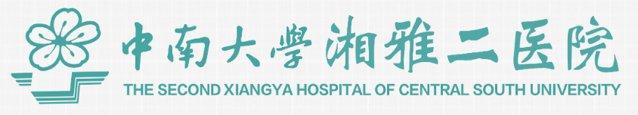 中南大學湘雅二医院
THE SECOND XIANGYA HOSPITAL OF CENTRAL SOUTH UNIVERSITY